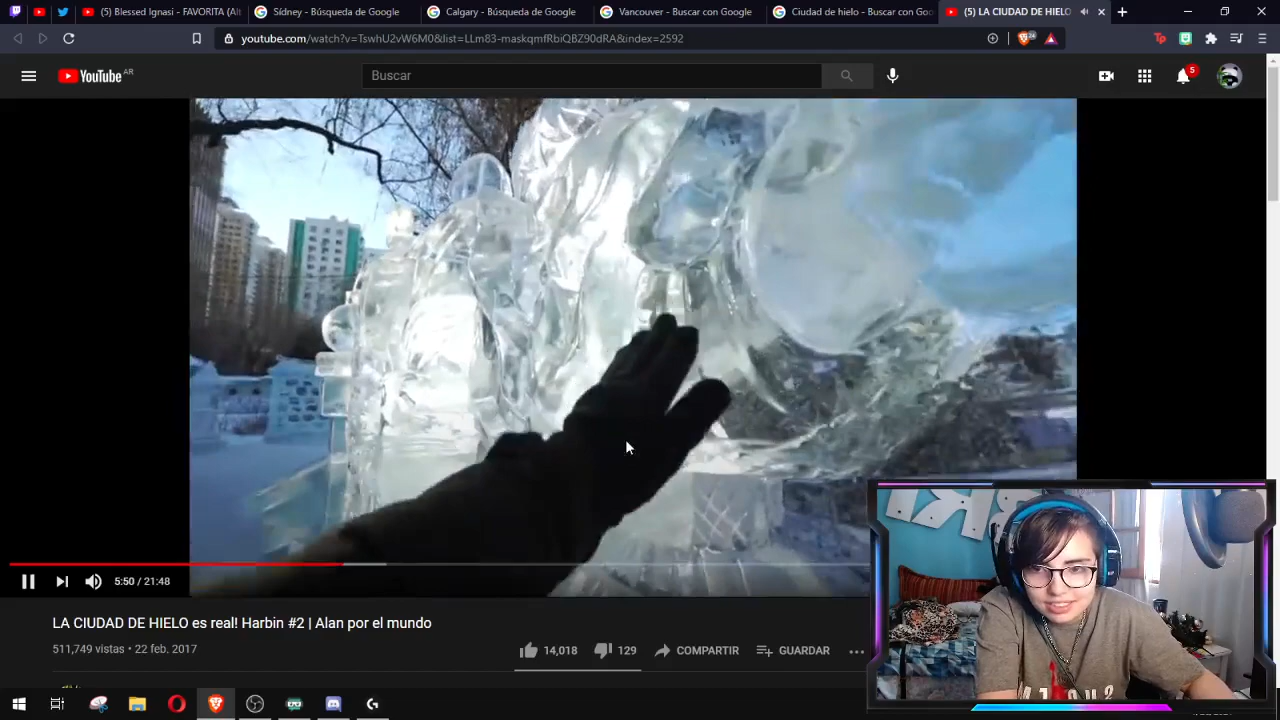 (5) Blessed Ignasi - FAVORITA (Al
Sídney - Búsqueda de Google
Calgary - Búsqueda de Google
Vancouver - Buscar con Google
Ciudad de hielo - Buscar con Goo
(5) LA CIUDAD DE HIELO
youtube.com/watch?v=TswhU2vW6M0&list=LLm83-maskqmfRbiQBZ90dRA&index=2592
YouTube AR
Buscar
5
5:50 / 21:48
LA CIUDAD DE HIELO es real! Harbin #2 | Alan por el mundo
511,749 vistas • 22 feb. 2017
14,018
129
COMPARTIR
GUARDAR